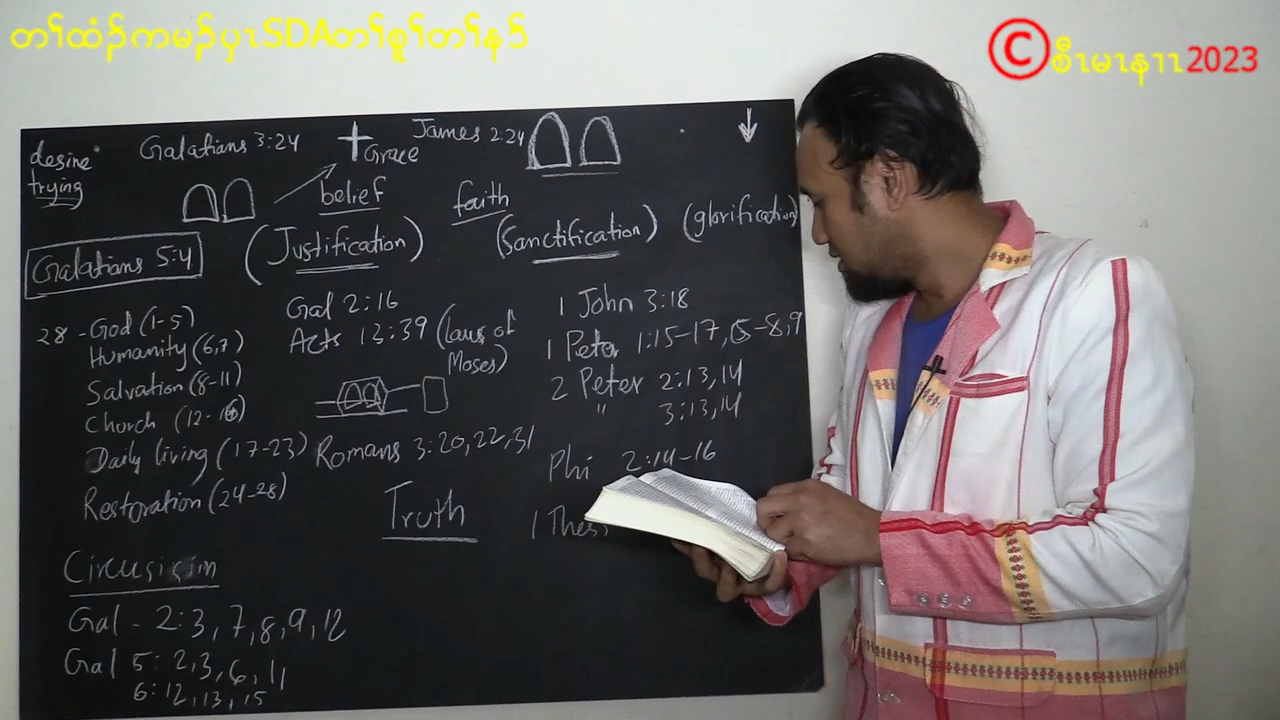 တၢ်ထံၣ်ကမၣ်ပှၤSDAတၢ်စူၢ်တၢ်နာ်
©စီၤမၤနၢၤ2023
desire
trying
Galatians 3:24
Grace
James 2:24
belief
faith
Galatians 5:4
(Justification)
(Sanctification)
(glorification)
28 - God (1-5)
Humanity (6,7)
Salvation (8-11)
Church (12-18)
Daily living (17-23)
Restoration (24-28)
Gal 2:16
Acts 13:39 (laws of
Moses)
Romans 3:20,22,31
Truth
1 John 3:18
1 Peter 1:15-17, 5-8,9
2 Peter 2:13,14
" 3:13,14
Phi 2:14-16
1 Thess
Gal - 2:3, 7, 8, 9, 12
Gal 5: 2,3, 6, 11
6: 12, 13, 15